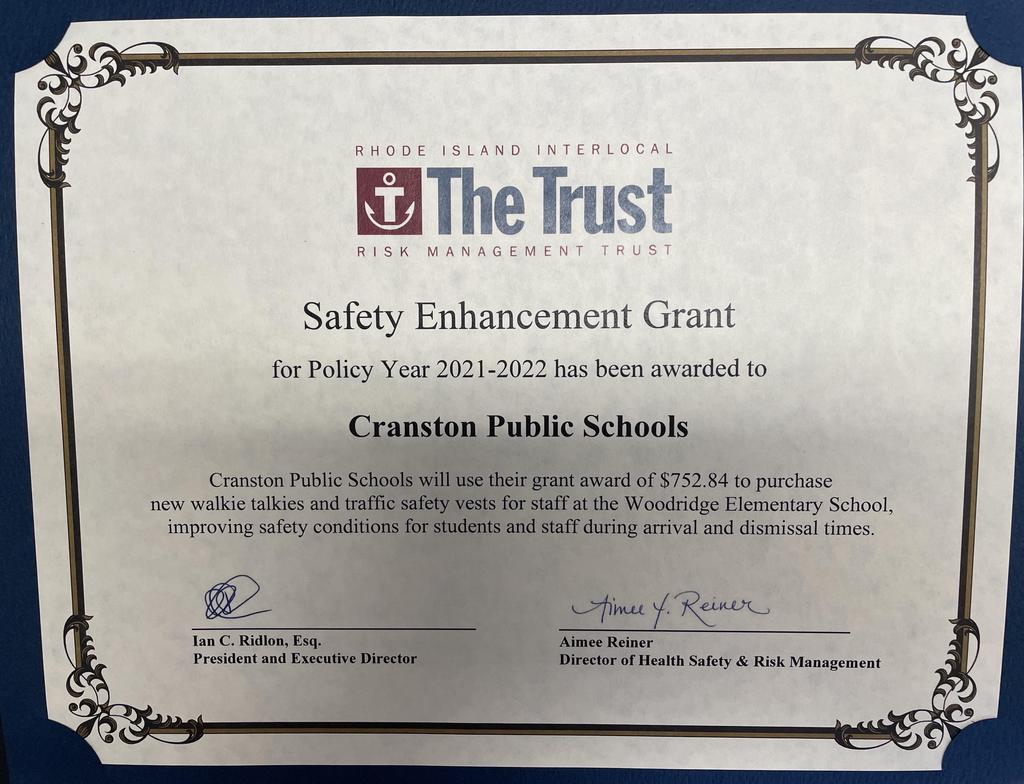 RHODE ISLAND INTERLOCAL
The Trust
RISK MANAGEMENT TRUST
Safety Enhancement Grant
for Policy Year 2021-2022 has been awarded to
Cranston Public Schools
Cranston Public Schools will use their grant award of $752.84 to purchase
new walkie talkies and traffic safety vests for staff at the Woodridge Elementary School,
improving safety conditions for students and staff during arrival and dismissal times.
Aimee Y. Reiner
Ian C. Ridlon, Esq.
President and Executive Director
Aimee Reiner
Director of Health Safety & Risk Management